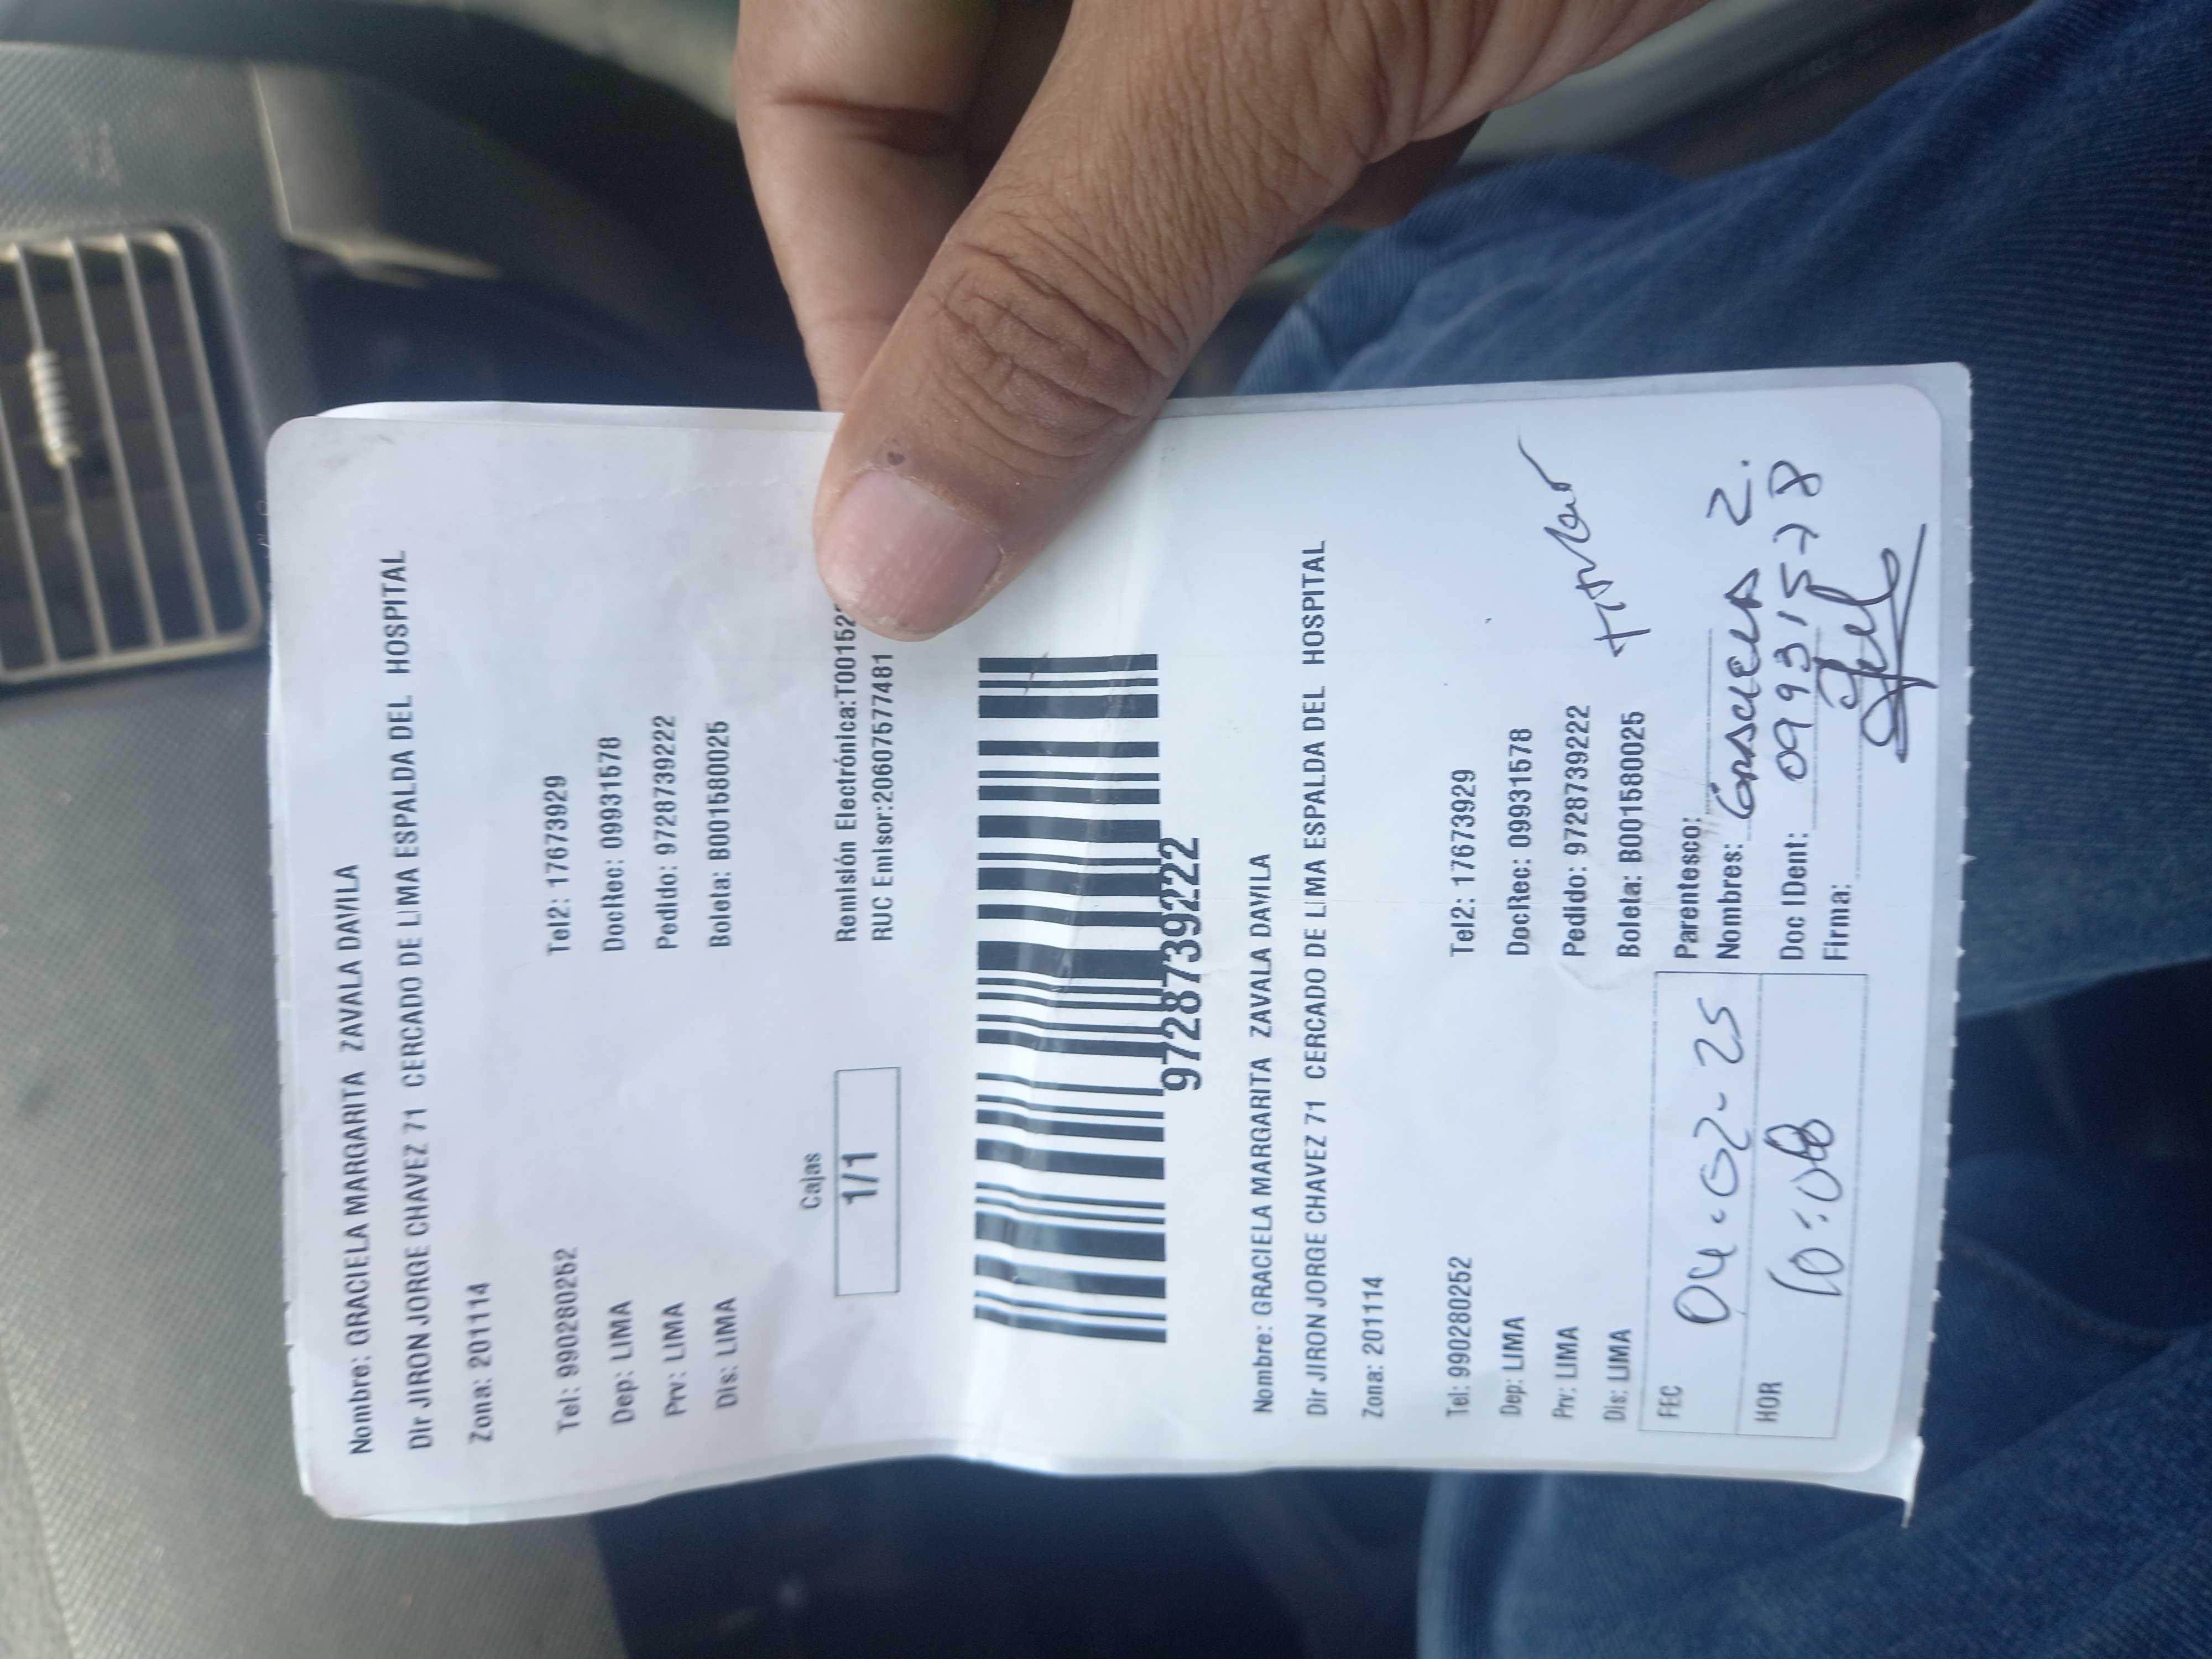 Nombre: GRACIELA MARGARITA ZAVALA DAVILA
Dir JIRON JORGE CHAVEZ 71 CERCADO DE LIMA ESPALDA DEL HOSPITAL
Zona: 201114
Tel: 990280252 Tel2: 17673929
Dep: LIMA DocRec: 09931578
Prv: LIMA Pedido: 97287739222
Dis: LIMA Boleta: B001580025
Cajas
1/1
Remisión Electrónica:T00152
RUC Emisor:20607577481
97287739222
Nombre: GRACIELA MARGARITA ZAVALA DAVILA
Dir JIRON JORGE CHAVEZ 71 CERCADO DE LIMA ESPALDA DEL HOSPITAL
Zona: 201114
Tel: 990280252 Tel2: 17673929
Dep: LIMA DocRec: 09931578
Prv: LIMA Pedido: 97287739222
Dis: LIMA Boleta: B001580025
FEC 04-02-25 Parentesco:
Nombres: Z.
HOR 10:08 Doc IDent: 09931578
Firma: